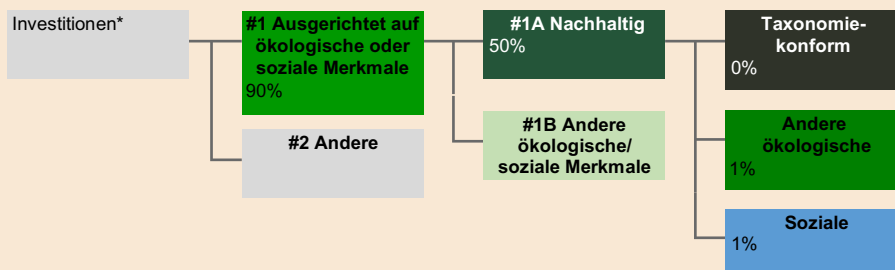 Investitionen*
#1 Ausgerichtet auf
ökologische oder
soziale Merkmale
90%
#2 Andere
#1A Nachhaltig
50%
#1B Andere
ökologische/
soziale Merkmale
Taxonomie-
konform
0%
Andere
ökologische
1%
Soziale
1%